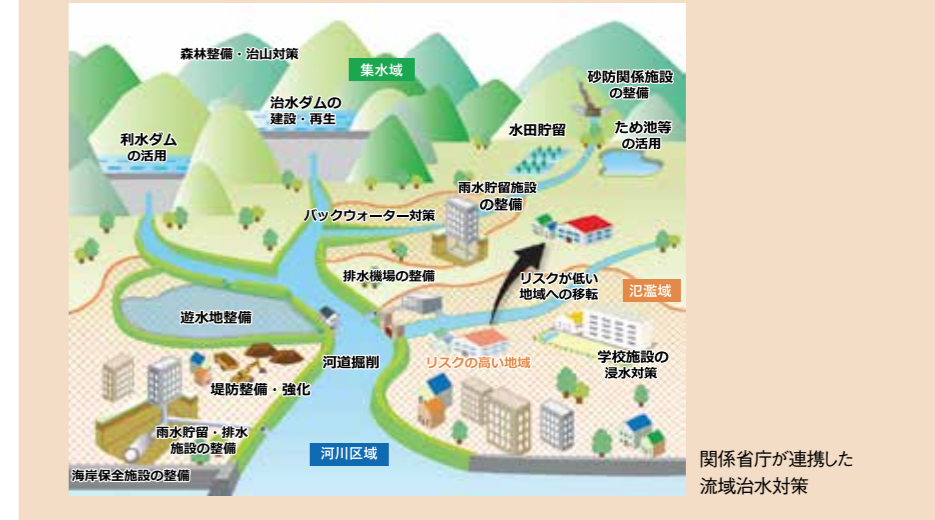 森林整備・治山対策
集水域
砂防関係施設
の整備
治水ダムの
建設・再生
水田貯留
ため池等
の活用
利水ダム
の活用
雨水貯留施設
の整備
バックウォーター対策
排水機場の整備
リスクが低い
地域への移転
氾濫域
遊水地整備
河道掘削
リスクの高い地域
学校施設の
浸水対策
堤防整備・強化
雨水貯留・排水
施設の整備
河川区域
海岸保全施設の整備
関係省庁が連携した
流域治水対策